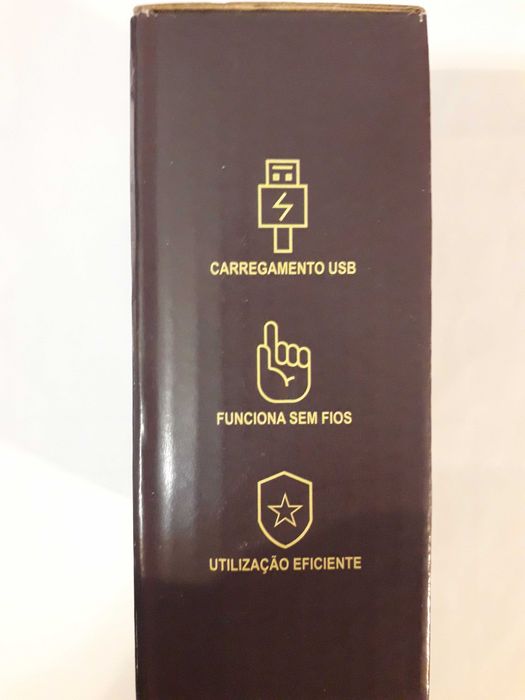 CARREGAMENTO USB
FUNCIONA SEM FIOS
UTILIZAÇÃO EFICIENTE